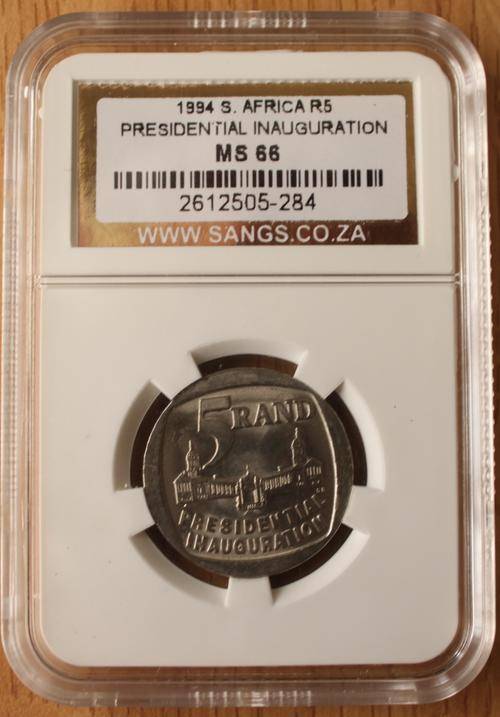 1994 S. AFRICA R5
PRESIDENTIAL INAUGURATION
MS 66
2612505-284
WWW SANGS.CO.ZA
5 RAND
PRESIDENTIAL
INAUGURATION